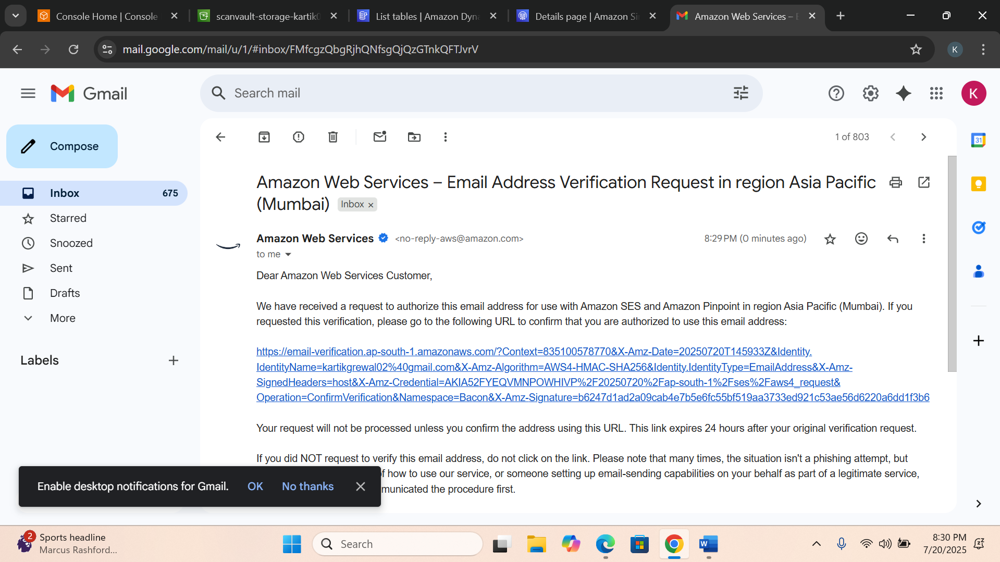 Console Home | Console
scanvault-storage-kartik0
List tables | Amazon Dyna
Details page | Amazon Si
Amazon Web Services – E
mail.google.com/mail/u/1/#inbox/FMfcgzQbgRjhQNfsgQjQzGTnkQFTJvrV
K
Gmail
Search mail
K
Compose
1 of 803
31
Inbox 675
Starred
Snoozed
Sent
Drafts
More
Labels
Amazon Web Services – Email Address Verification Request in region Asia Pacific
(Mumbai) Inbox ×
Amazon Web Services <no-reply-aws@amazon.com> 8:29 PM (0 minutes ago)
to me
Dear Amazon Web Services Customer,
We have received a request to authorize this email address for use with Amazon SES and Amazon Pinpoint in region Asia Pacific (Mumbai). If you
requested this verification, please go to the following URL to confirm that you are authorized to use this email address:
https://email-verification.ap-south-1.amazonaws.com/?Context=835100578770&X-Amz-Date=20250720T145933Z&Identity.
IdentityName=kartikgrewal02%40gmail.com&X-Amz-Algorithm=AWS4-HMAC-SHA256&Identity.IdentityType=EmailAddress&X-Amz-
SignedHeaders=host&X-Amz-Credential=AKIA52FYEQVMNPOWHIVP%2F20250720%2Fap-south-1%2Fses%2Faws4_request&
Operation=ConfirmVerification&Namespace=Bacon&X-Amz-Signature=b6247d1ad2a09cab4e7b5e6fc55bf519aa3733ed921c53ae56d6220a6dd1f3b6
Your request will not be processed unless you confirm the address using this URL. This link expires 24 hours after your original verification request.
If you did NOT request to verify this email address, do not click on the link. Please note that many times, the situation isn't a phishing attempt, but
f how to use our service, or someone setting up email-sending capabilities on your behalf as part of a legitimate service,
municated the procedure first.
Enable desktop notifications for Gmail. OK No thanks
2
Sports headline
Marcus Rashford...
Search
W
8:30 PM
7/20/2025